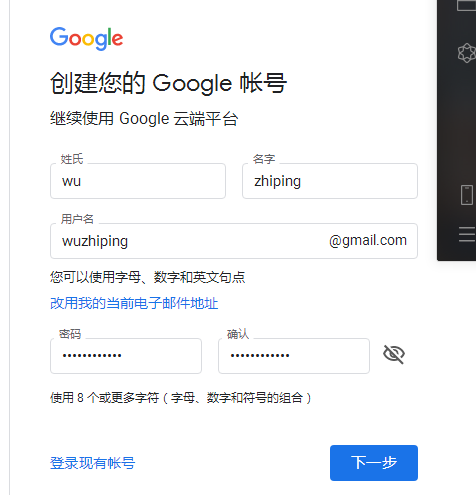 Google
创建您的 Google 帐号
继续使用 Google 云端平台
姓氏 名字
wu zhiping
用户名
wuzhiping @gmail.com
您可以使用字母、数字和英文句点
改用我的当前电子邮件地址
密码 确认
•••••••••••• ••••••••••••
使用 8 个或更多字符（字母、数字和符号的组合）
登录现有帐号 下一步